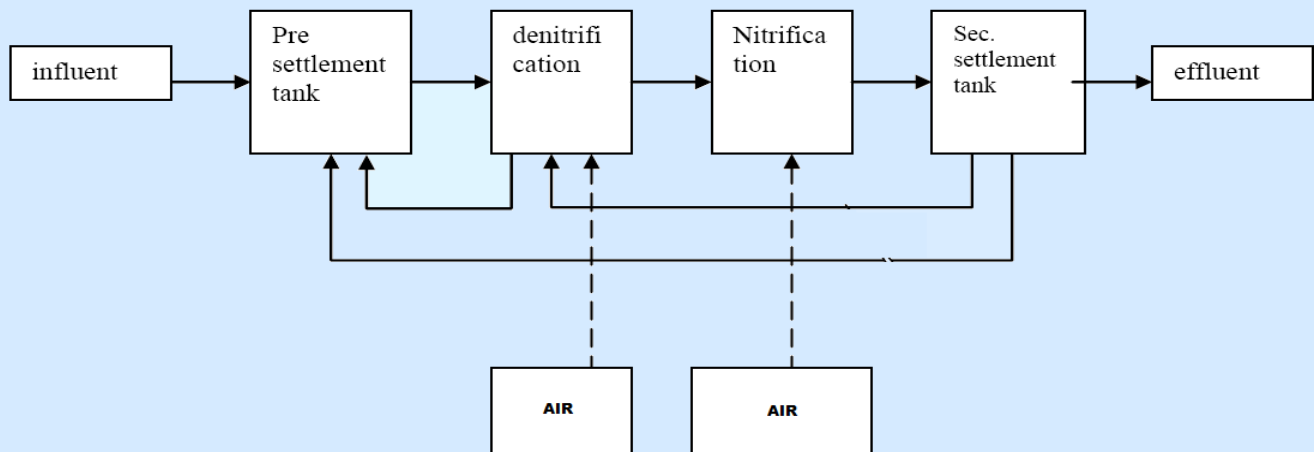 influent
Pre
settlement
tank
denitrifi
cation
Nitrifica
tion
Sec.
settlement
tank
effluent
AIR
AIR